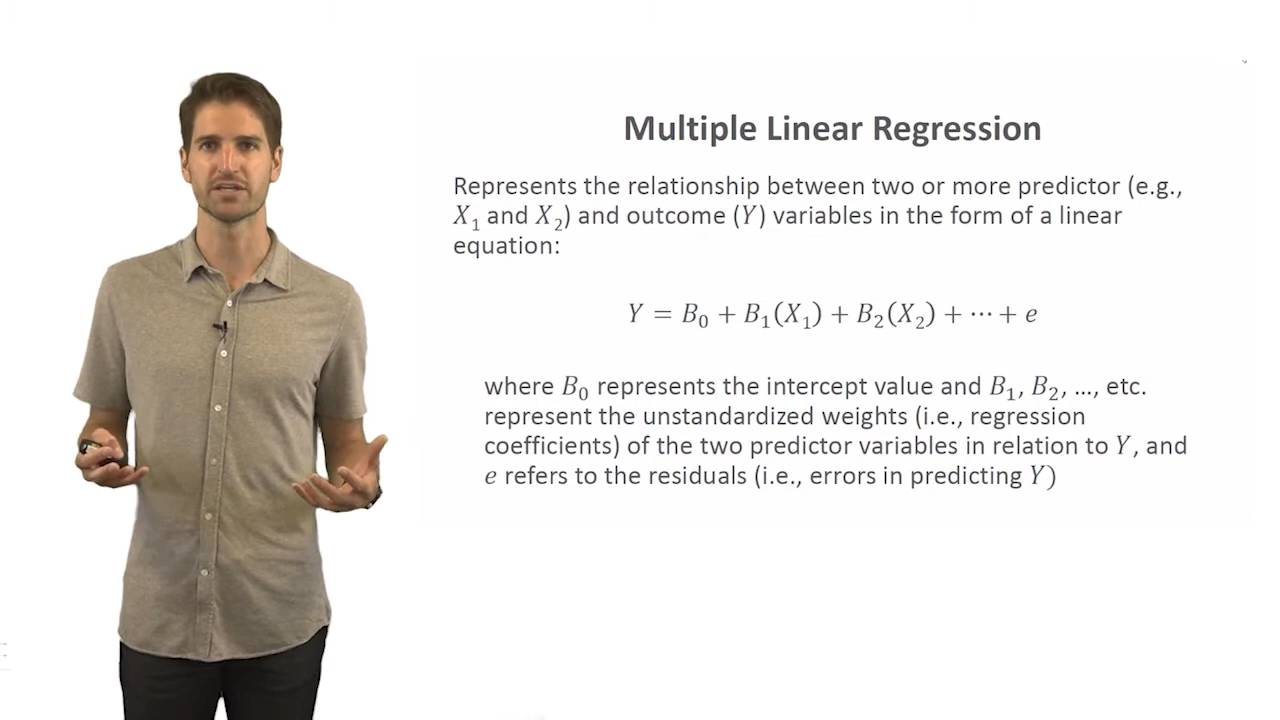 Multiple Linear Regression
Represents the relationship between two or more predictor (e.g.,
X₁ and X₂) and outcome (Y) variables in the form of a linear
equation:
Y = B₀ + B₁(X₁) + B₂(X₂) + ⋯ + e
where B₀ represents the intercept value and B₁, B₂, ..., etc.
represent the unstandardized weights (i.e., regression
coefficients) of the two predictor variables in relation to Y, and
e refers to the residuals (i.e., errors in predicting Y)